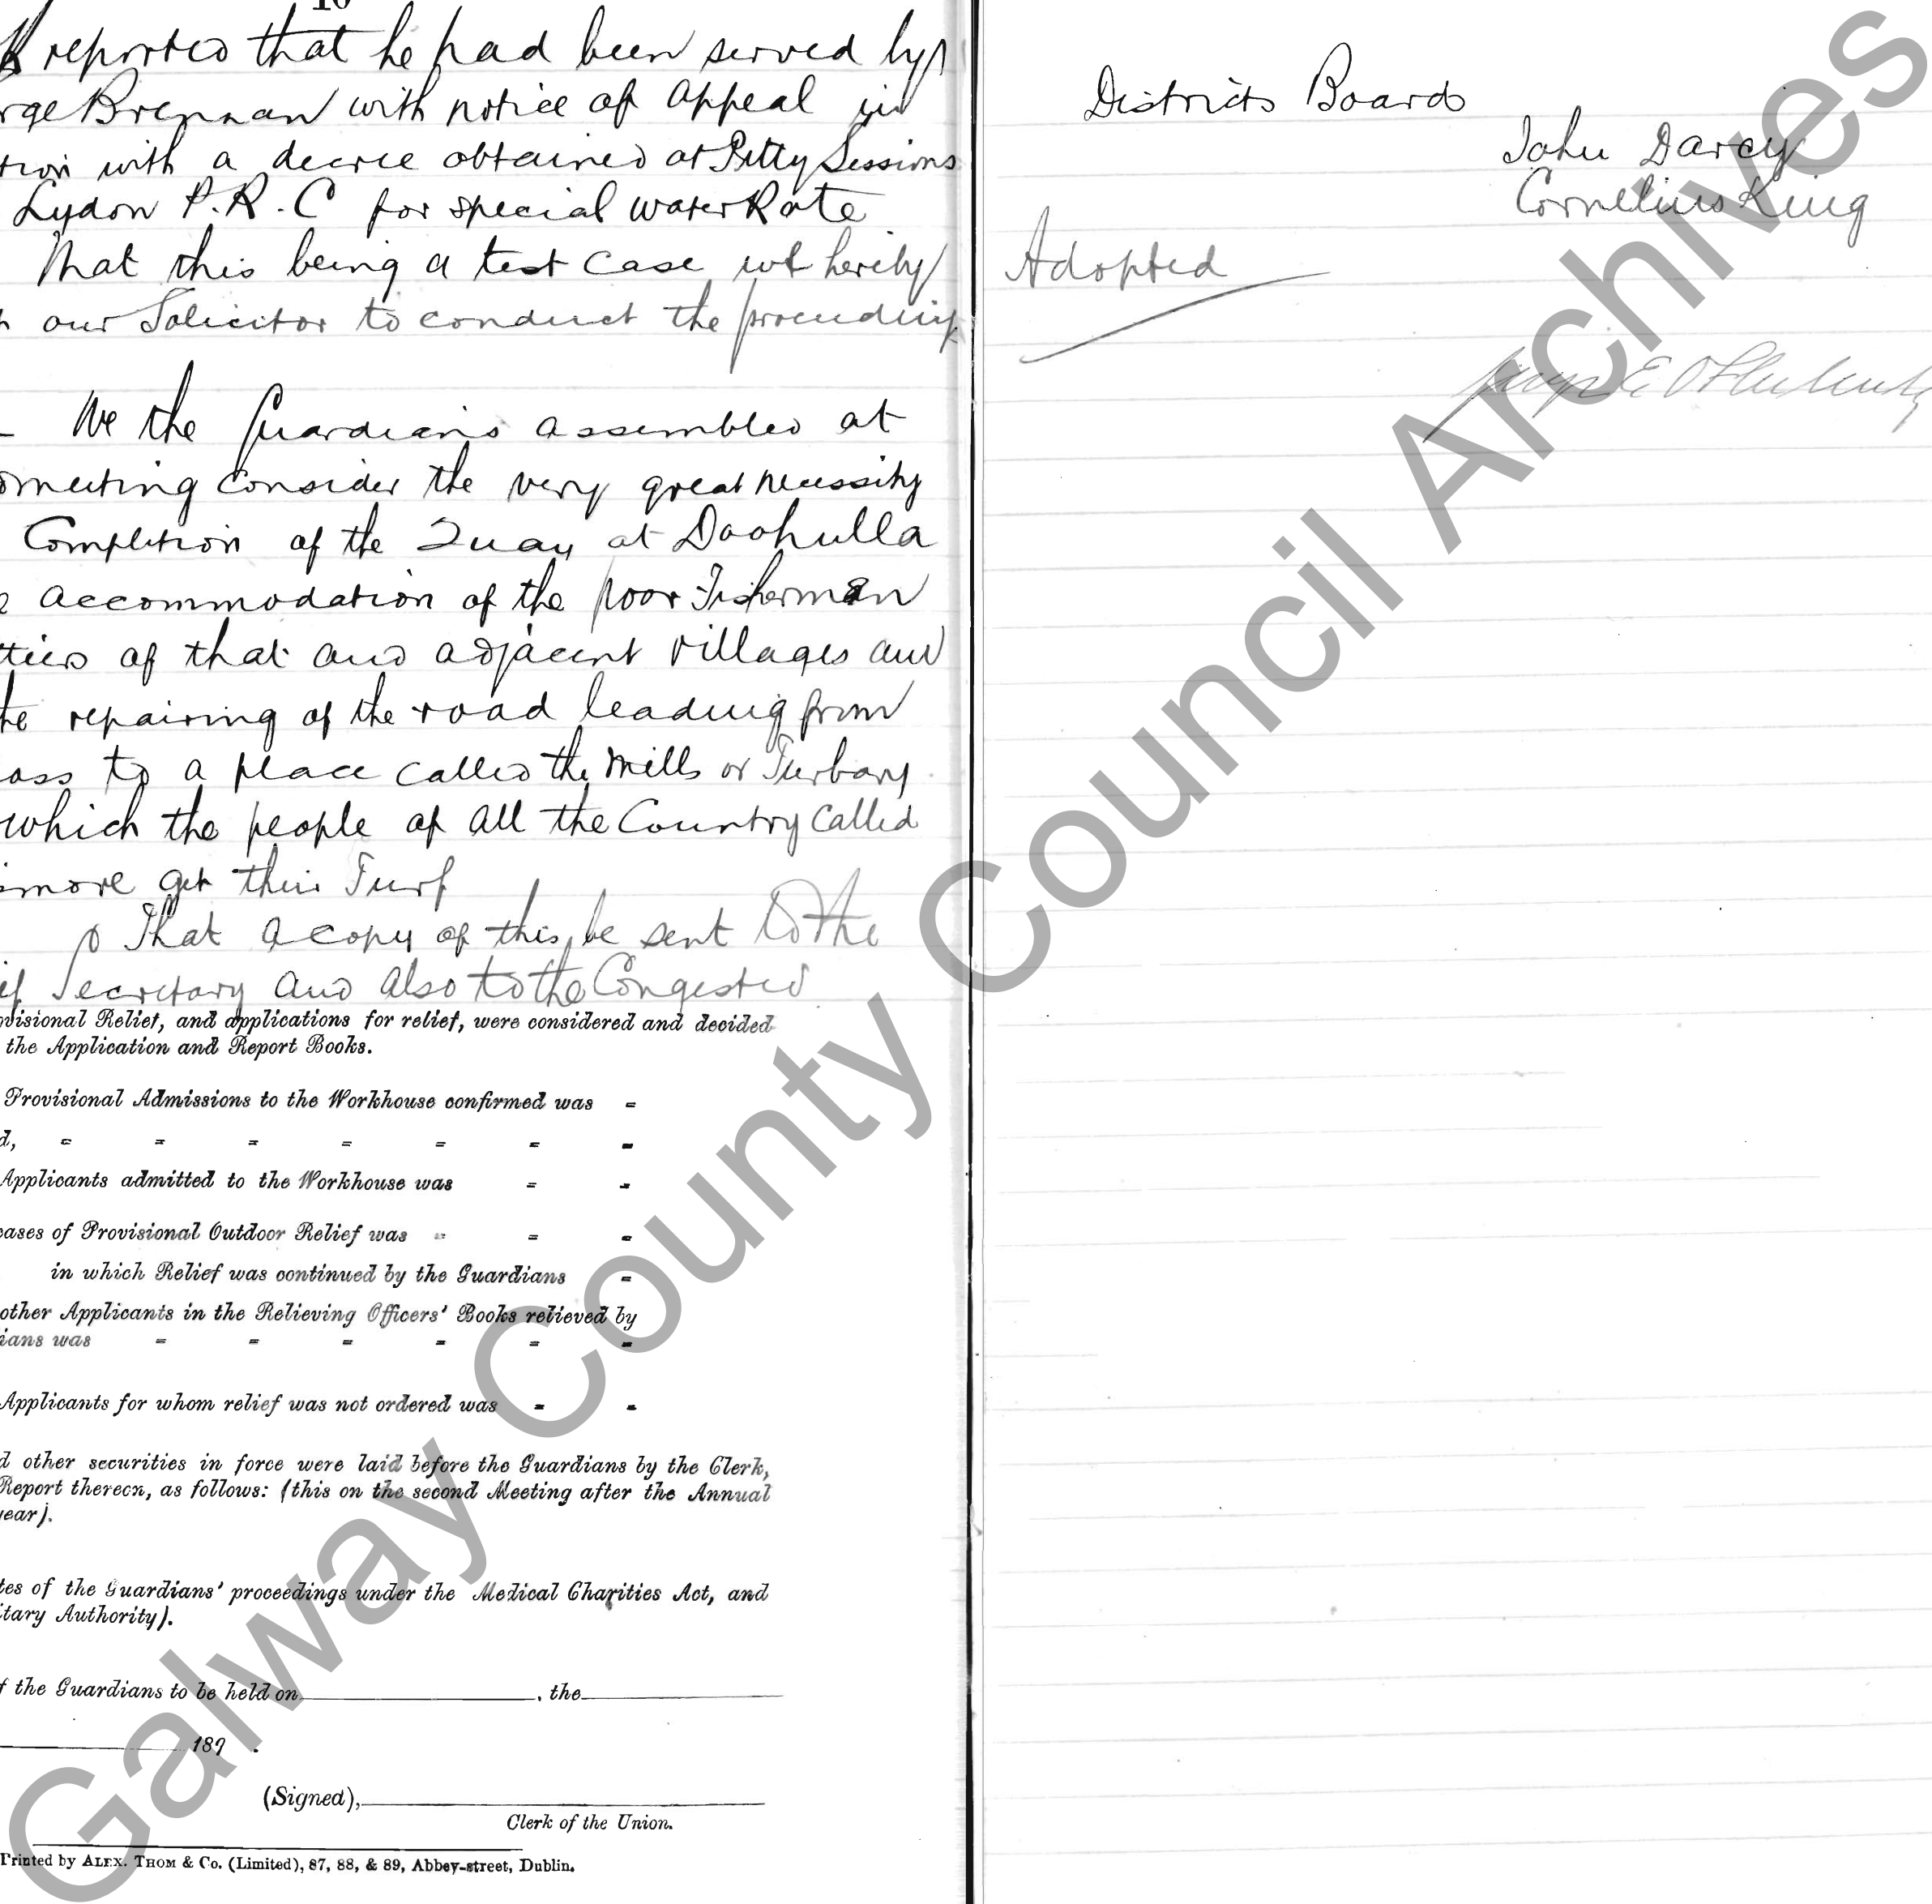 10
reported that he had been served by
rge Brennan with notice of appeal in
tion with a decree obtained at Petty Sessions
Lydon P.R.C for special water Rate
That this being a test case we hereby
our Solicitor to conduct the proceedings
We the Guardians assembled at
meeting consider the very great necessity
Completion of the Quay at Doohulla
accommodation of the poor Fisherman
tiers of that and adjacent villages and
he repairing of the road leading from
oss to a place called the Mills or Turbary
which the people of all the Country called
smore get their Turf
That a copy of this be sent to the
ef Secretary and also to the Congested
ovisional Relief, and applications for relief, were considered and decided
the Application and Report Books.
Provisional Admissions to the Workhouse confirmed was - 
d, - - - - - - -
Applicants admitted to the Workhouse was - -
cases of Provisional Outdoor Relief was - - -
in which Relief was continued by the Guardians -
other Applicants in the Relieving Officers' Books relieved by
ians was - - - - - -
Applicants for whom relief was not ordered was - -
d other securities in force were laid before the Guardians by the Clerk,
Report thereon, as follows: (this on the second Meeting after the Annual
year).
tes of the Guardians' proceedings under the Medical Charities Act, and
itary Authority).
f the Guardians to be held on , the
189 .
(Signed),
Clerk of the Union.
Printed by ALEX. THOM & Co. (Limited), 87, 88, & 89, Abbey-street, Dublin.
Districts Board
John Darcy
Cornelius King
Adopted
Galway County Council Archives